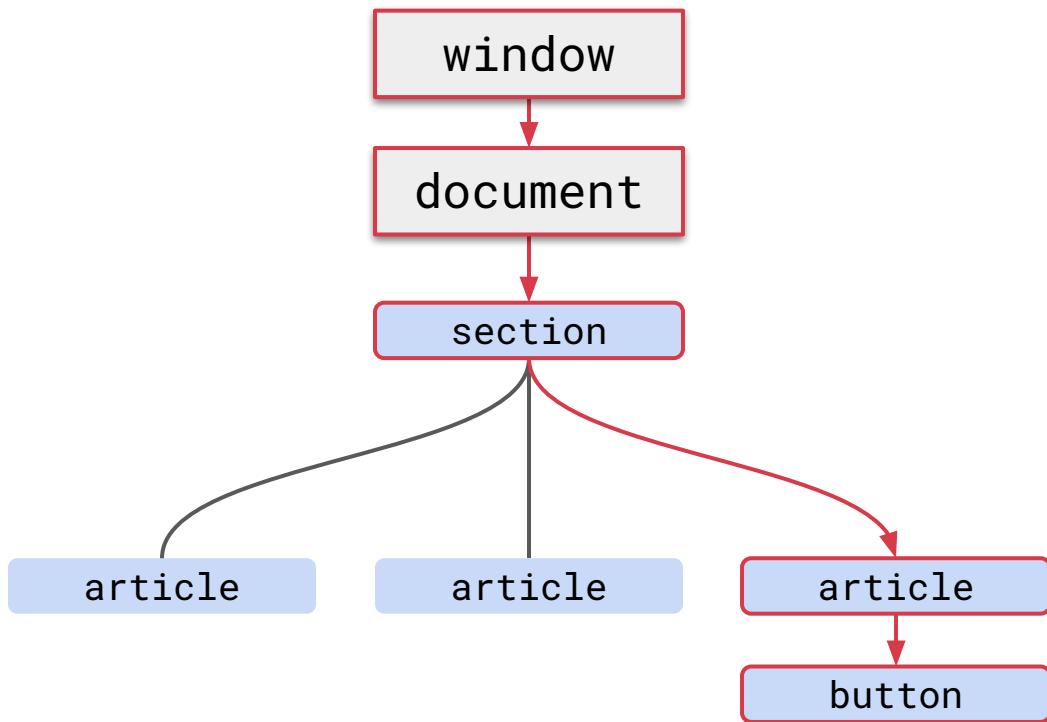 window
document
section
article
article
article
button